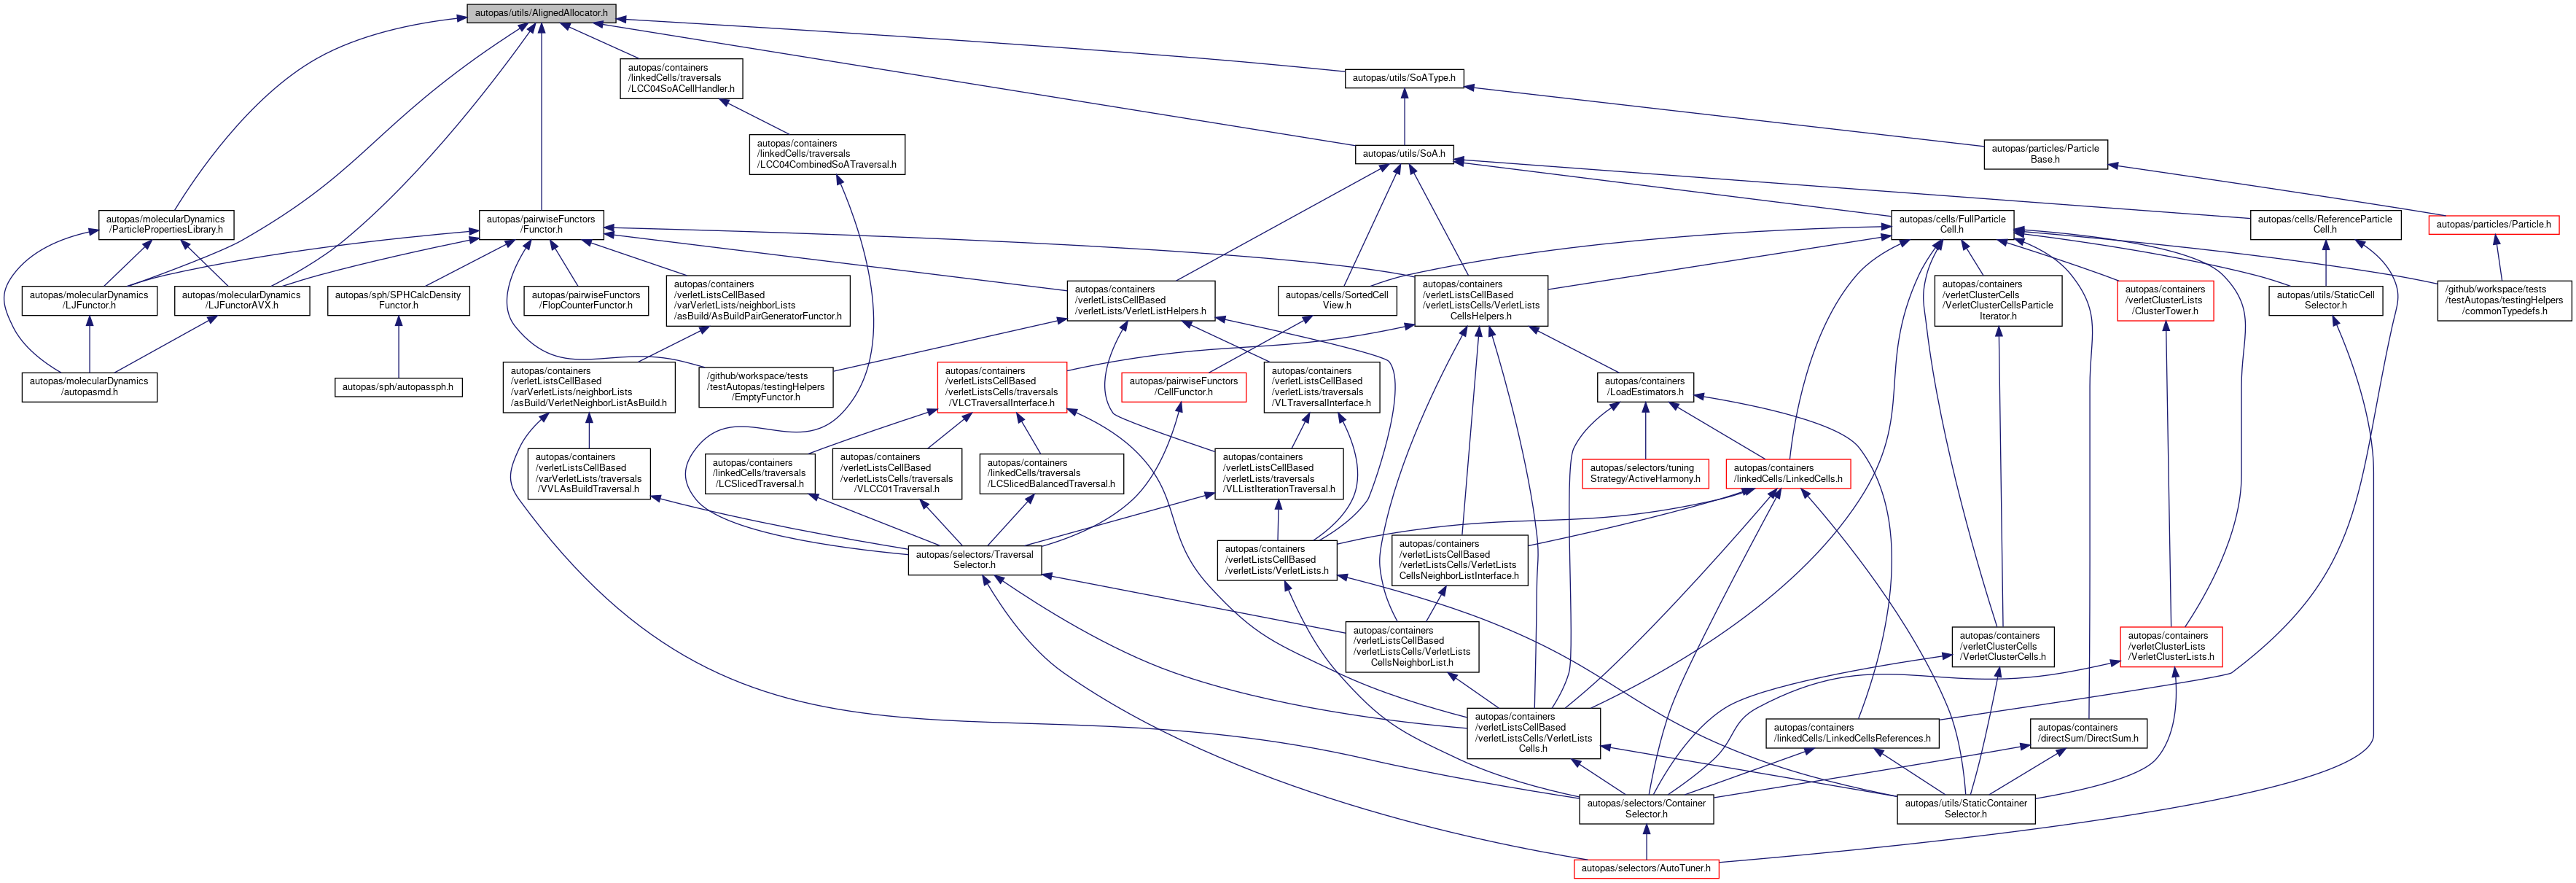 autopas/utils/AlignedAllocator.h
autopas/containers
/linkedCells/traversals
/LCC04SoACellHandler.h
autopas/utils/SoAType.h
autopas/containers
/linkedCells/traversals
/LCC04CombinedSoATraversal.h
autopas/utils/SoA.h
autopas/particles/Particle
Base.h
autopas/molecularDynamics
/ParticlePropertiesLibrary.h
autopas/pairwiseFunctors
/Functor.h
autopas/cells/FullParticle
Cell.h
autopas/cells/ReferenceParticle
Cell.h
autopas/particles/Particle.h
autopas/molecularDynamics
/LJFunctor.h
autopas/molecularDynamics
/LJFunctorAVX.h
autopas/sph/SPHCalcDensity
Functor.h
autopas/pairwiseFunctors
/FlopCounterFunctor.h
autopas/containers
/verletListsCellBased
/varVerletLists/neighborLists
/asBuild/AsBuildPairGeneratorFunctor.h
autopas/containers
/verletListsCellBased
/verletLists/VerletListHelpers.h
autopas/cells/SortedCell
View.h
autopas/containers
/verletListsCellBased
/verletListsCells/VerletLists
CellsHelpers.h
autopas/containers
/verletClusterCells
/VerletClusterCellsParticle
Iterator.h
autopas/containers
/verletClusterLists
/ClusterTower.h
autopas/utils/StaticCell
Selector.h
/github/workspace/tests
/testAutopas/testingHelpers
/commonTypedefs.h
autopas/molecularDynamics
/autopasmd.h
autopas/sph/autopassph.h
autopas/containers
/verletListsCellBased
/varVerletLists/neighborLists
/asBuild/VerletNeighborListAsBuild.h
/github/workspace/tests
/testAutopas/testingHelpers
/EmptyFunctor.h
autopas/containers
/verletListsCellBased
/verletListsCells/traversals
/VLCTraversalInterface.h
autopas/pairwiseFunctors
/CellFunctor.h
autopas/containers
/verletListsCellBased
/verletLists/traversals
/VLTraversalInterface.h
autopas/containers
/LoadEstimators.h
autopas/containers
/verletListsCellBased
/varVerletLists/traversals
/VVLAsBuildTraversal.h
autopas/containers
/linkedCells/traversals
/LCSlicedTraversal.h
autopas/containers
/verletListsCellBased
/verletListsCells/traversals
/VLCC01Traversal.h
autopas/containers
/linkedCells/traversals
/LCSlicedBalancedTraversal.h
autopas/containers
/verletListsCellBased
/verletLists/traversals
/VLListIterationTraversal.h
autopas/selectors/tuning
Strategy/ActiveHarmony.h
autopas/containers
/linkedCells/LinkedCells.h
autopas/selectors/Traversal
Selector.h
autopas/containers
/verletListsCellBased
/verletLists/VerletLists.h
autopas/containers
/verletListsCellBased
/verletListsCells/VerletLists
CellsNeighborListInterface.h
autopas/containers
/verletListsCellBased
/verletListsCells/VerletLists
CellsNeighborList.h
autopas/containers
/verletClusterCells
/VerletClusterCells.h
autopas/containers
/verletClusterLists
/VerletClusterLists.h
autopas/containers
/verletListsCellBased
/verletListsCells/VerletLists
Cells.h
autopas/containers
/linkedCells/LinkedCellsReferences.h
autopas/containers
/directSum/DirectSum.h
autopas/selectors/Container
Selector.h
autopas/utils/StaticContainer
Selector.h
autopas/selectors/AutoTuner.h